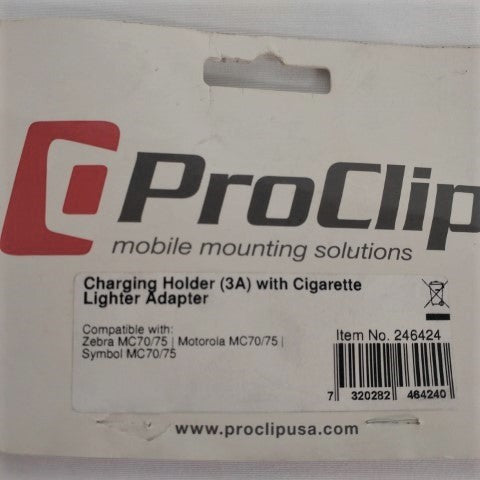 ProClip
mobile mounting solutions
Charging Holder (3A) with Cigarette
Lighter Adapter
Compatible with:
Zebra MC70/75 | Motorola MC70/75 |
Symbol MC70/75
Item No. 246424
7 320282 464240
www.proclipusa.com